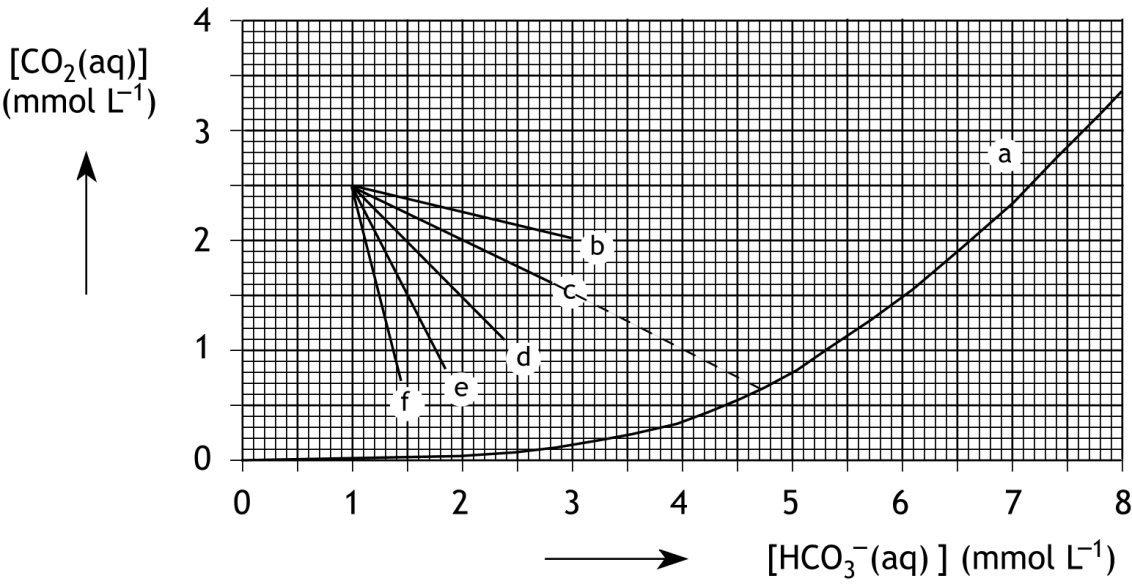 4
[CO₂(aq)]
(mmol L⁻¹)
3
a
2
b
c
1
d
e
f
0
0 1 2 3 4 5 6 7 8
[HCO₃⁻(aq) ] (mmol L⁻¹)